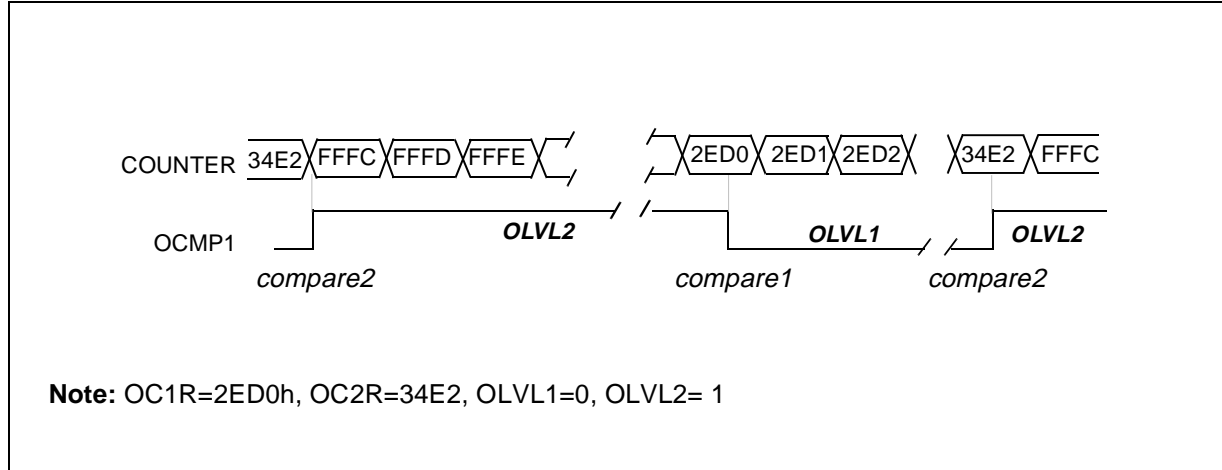 COUNTER 34E2 FFFC FFFD FFFE 2ED0 2ED1 2ED2 34E2 FFFC
OCMP1 OLVL2 OLVL1 OLVL2
compare2 compare1 compare2
Note: OC1R=2ED0h, OC2R=34E2, OLVL1=0, OLVL2= 1